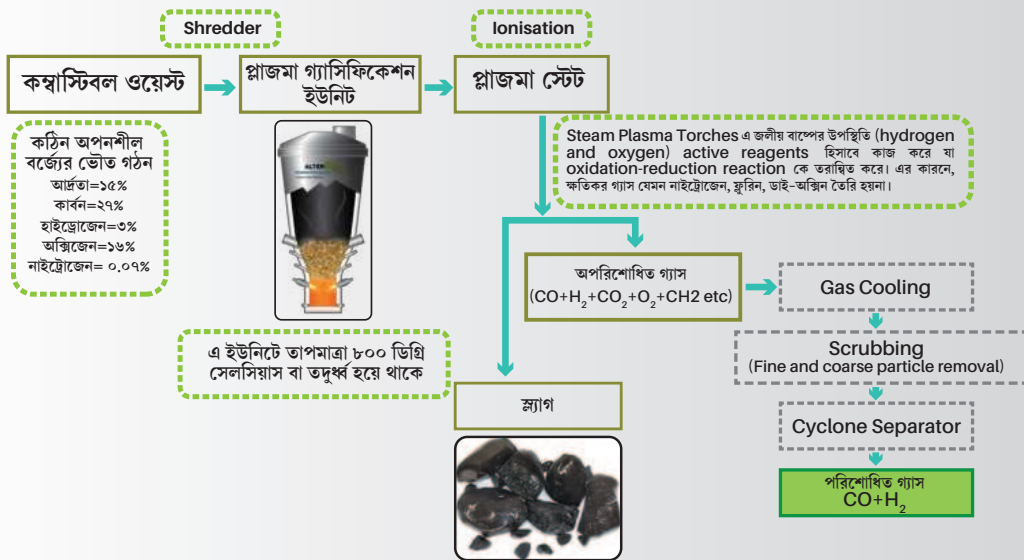 Shredder
Ionisation
কম্বাস্টিবল ওয়েস্ট
প্লাজমা গ্যাসিফিকেশন
ইউনিট
প্লাজমা স্টেট
কঠিন অপনশীল
বর্জ্যের ভৌত গঠন
আর্দ্রতা=১৫%
কার্বন=২৭%
হাইড্রোজেন=৩%
অক্সিজেন=১৬%
নাইট্রোজেন= ০.০৭%
Steam Plasma Torches এ জলীয় বাষ্পের উপস্থিতি (hydrogen
and oxygen) active reagents হিসাবে কাজ করে যা
oxidation-reduction reaction কে তরান্বিত করে। এর কারনে,
ক্ষতিকর গ্যাস যেমন নাইট্রোজেন, ফ্লুরিন, ডাই-অক্সিন তৈরি হয়না।
এ ইউনিটে তাপমাত্রা ৮০০ ডিগ্রি
সেলসিয়াস বা তদুর্ধ্ব হয়ে থাকে
অপরিশোধিত গ্যাস
(CO+H₂+CO₂+O₂+CH2 etc)
Gas Cooling
Scrubbing
(Fine and coarse particle removal)
স্ল্যাগ
Cyclone Separator
পরিশোধিত গ্যাস
CO+H₂